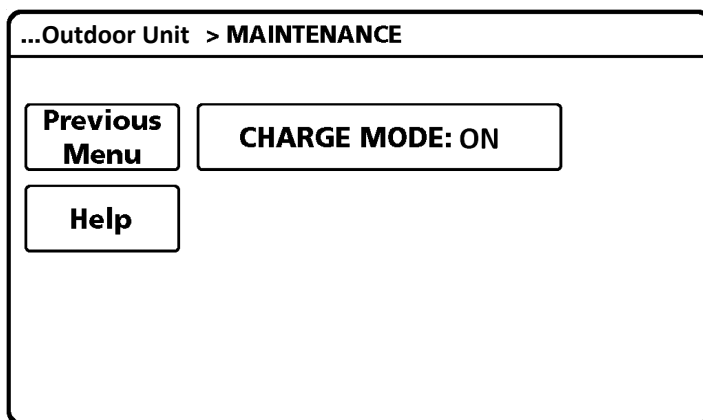 ...Outdoor Unit > MAINTENANCE
Previous
Menu
CHARGE MODE: ON
Help